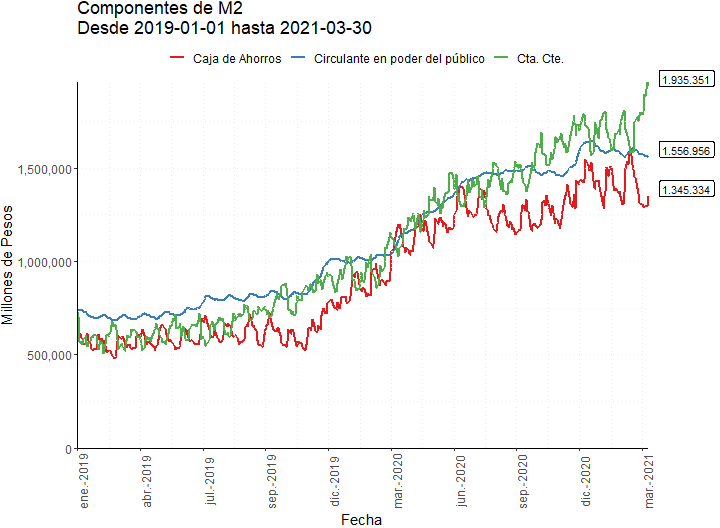 Componentes de M2
Desde 2019-01-01 hasta 2021-03-30
Caja de Ahorros Circulante en poder del público Cta. Cte.
1.935.351
1.556.956
1.345.334
1,500,000
1,000,000
500,000
0
Millones de Pesos
ene.-2019 abr.-2019 jul.-2019 sep.-2019 dic.-2019 mar.-2020 jun.-2020 sep.-2020 dic.-2020 mar.-2021
Fecha